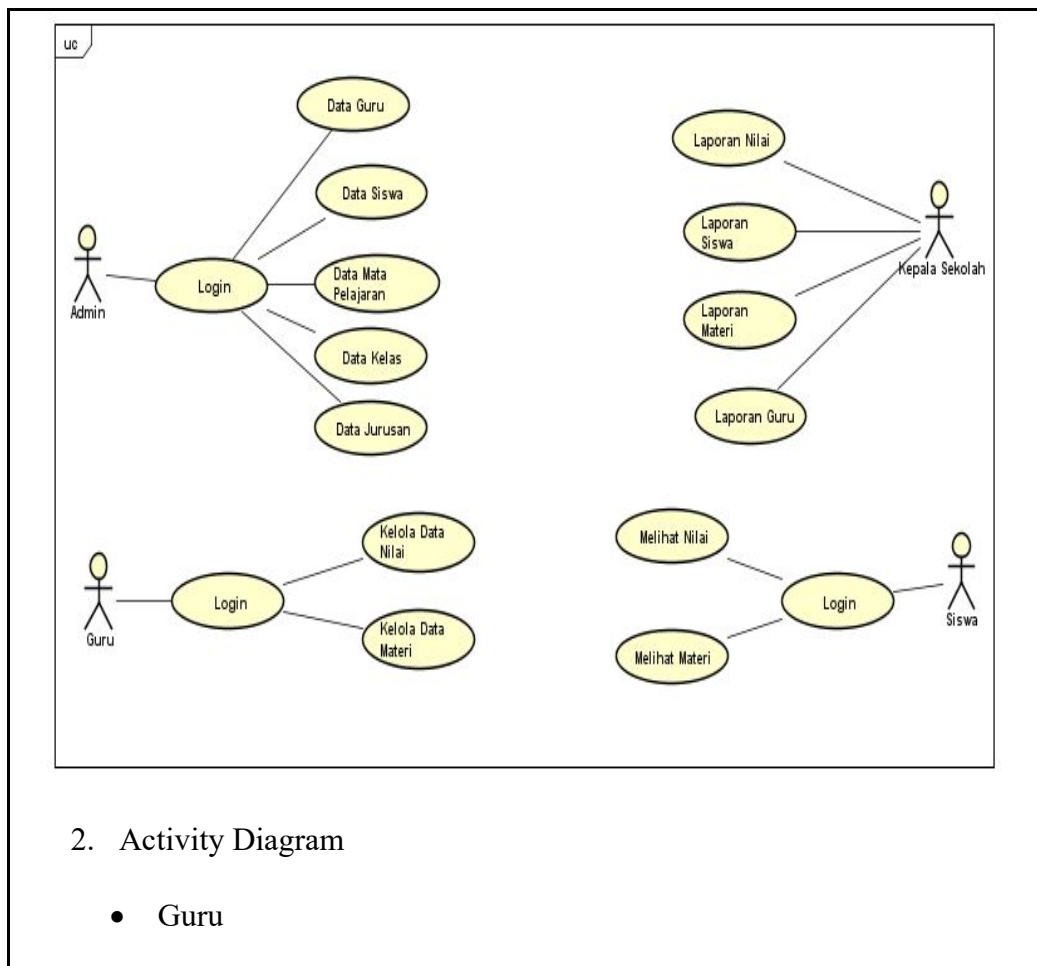 uc
Data Guru
Data Siswa
Data Mata
Pelajaran
Data Kelas
Data Jurusan
Login
Admin
Laporan Nilai
Laporan
Siswa
Laporan
Materi
Laporan Guru
Kepala Sekolah
Kelola Data
Nilai
Kelola Data
Materi
Login
Guru
Melihat Nilai
Melihat Materi
Login
Siswa
2. Activity Diagram
• Guru